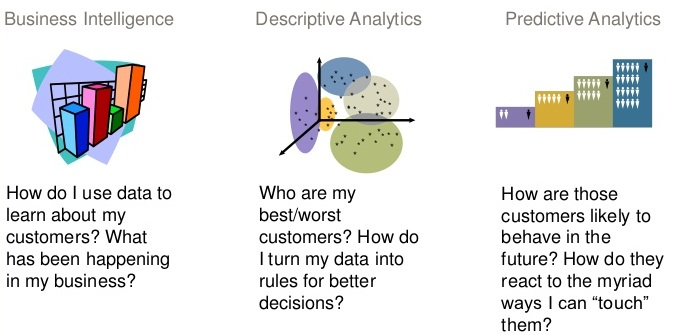 Business Intelligence
Descriptive Analytics
Predictive Analytics
How do I use data to
learn about my
customers? What
has been happening
in my business?
Who are my
best/worst
customers? How do
I turn my data into
rules for better
decisions?
How are those
customers likely to
behave in the
future? How do they
react to the myriad
ways I can “touch”
them?